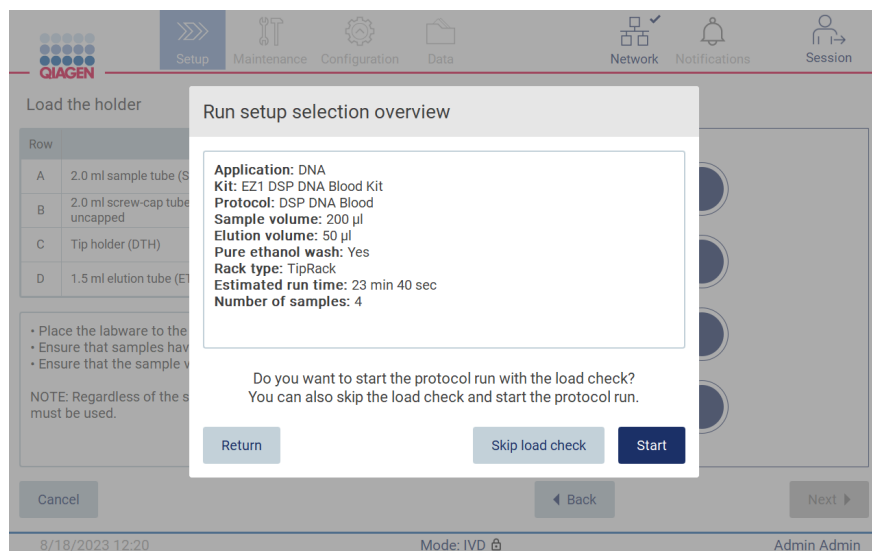 QIAGEN
Setup
Maintenance
Configuration
Data
Network
Notifications
Session
Load the holder
Run setup selection overview
Row
A
2.0 ml sample tube (S
B
2.0 ml screw-cap tube
uncapped
C
Tip holder (DTH)
D
1.5 ml elution tube (ET
• Place the labware to the
• Ensure that samples hav
• Ensure that the sample v
NOTE: Regardless of the s
must be used.
Application: DNA
Kit: EZ1 DSP DNA Blood Kit
Protocol: DSP DNA Blood
Sample volume: 200 µl
Elution volume: 50 µl
Pure ethanol wash: Yes
Rack type: TipRack
Estimated run time: 23 min 40 sec
Number of samples: 4
Do you want to start the protocol run with the load check?
You can also skip the load check and start the protocol run.
Return
Skip load check
Start
Cancel
Back
Next
8/18/2023 12:20
Mode: IVD
Admin Admin